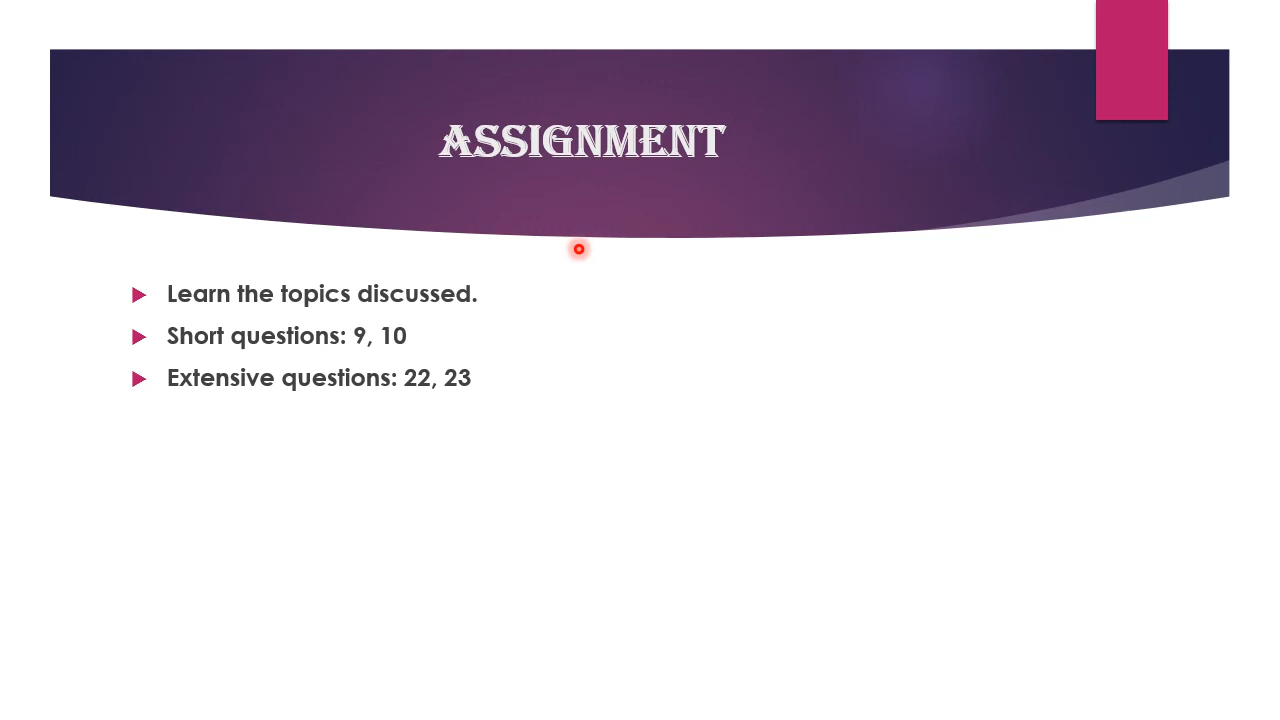 ASSIGNMENT
Learn the topics discussed.
Short questions: 9, 10
Extensive questions: 22, 23